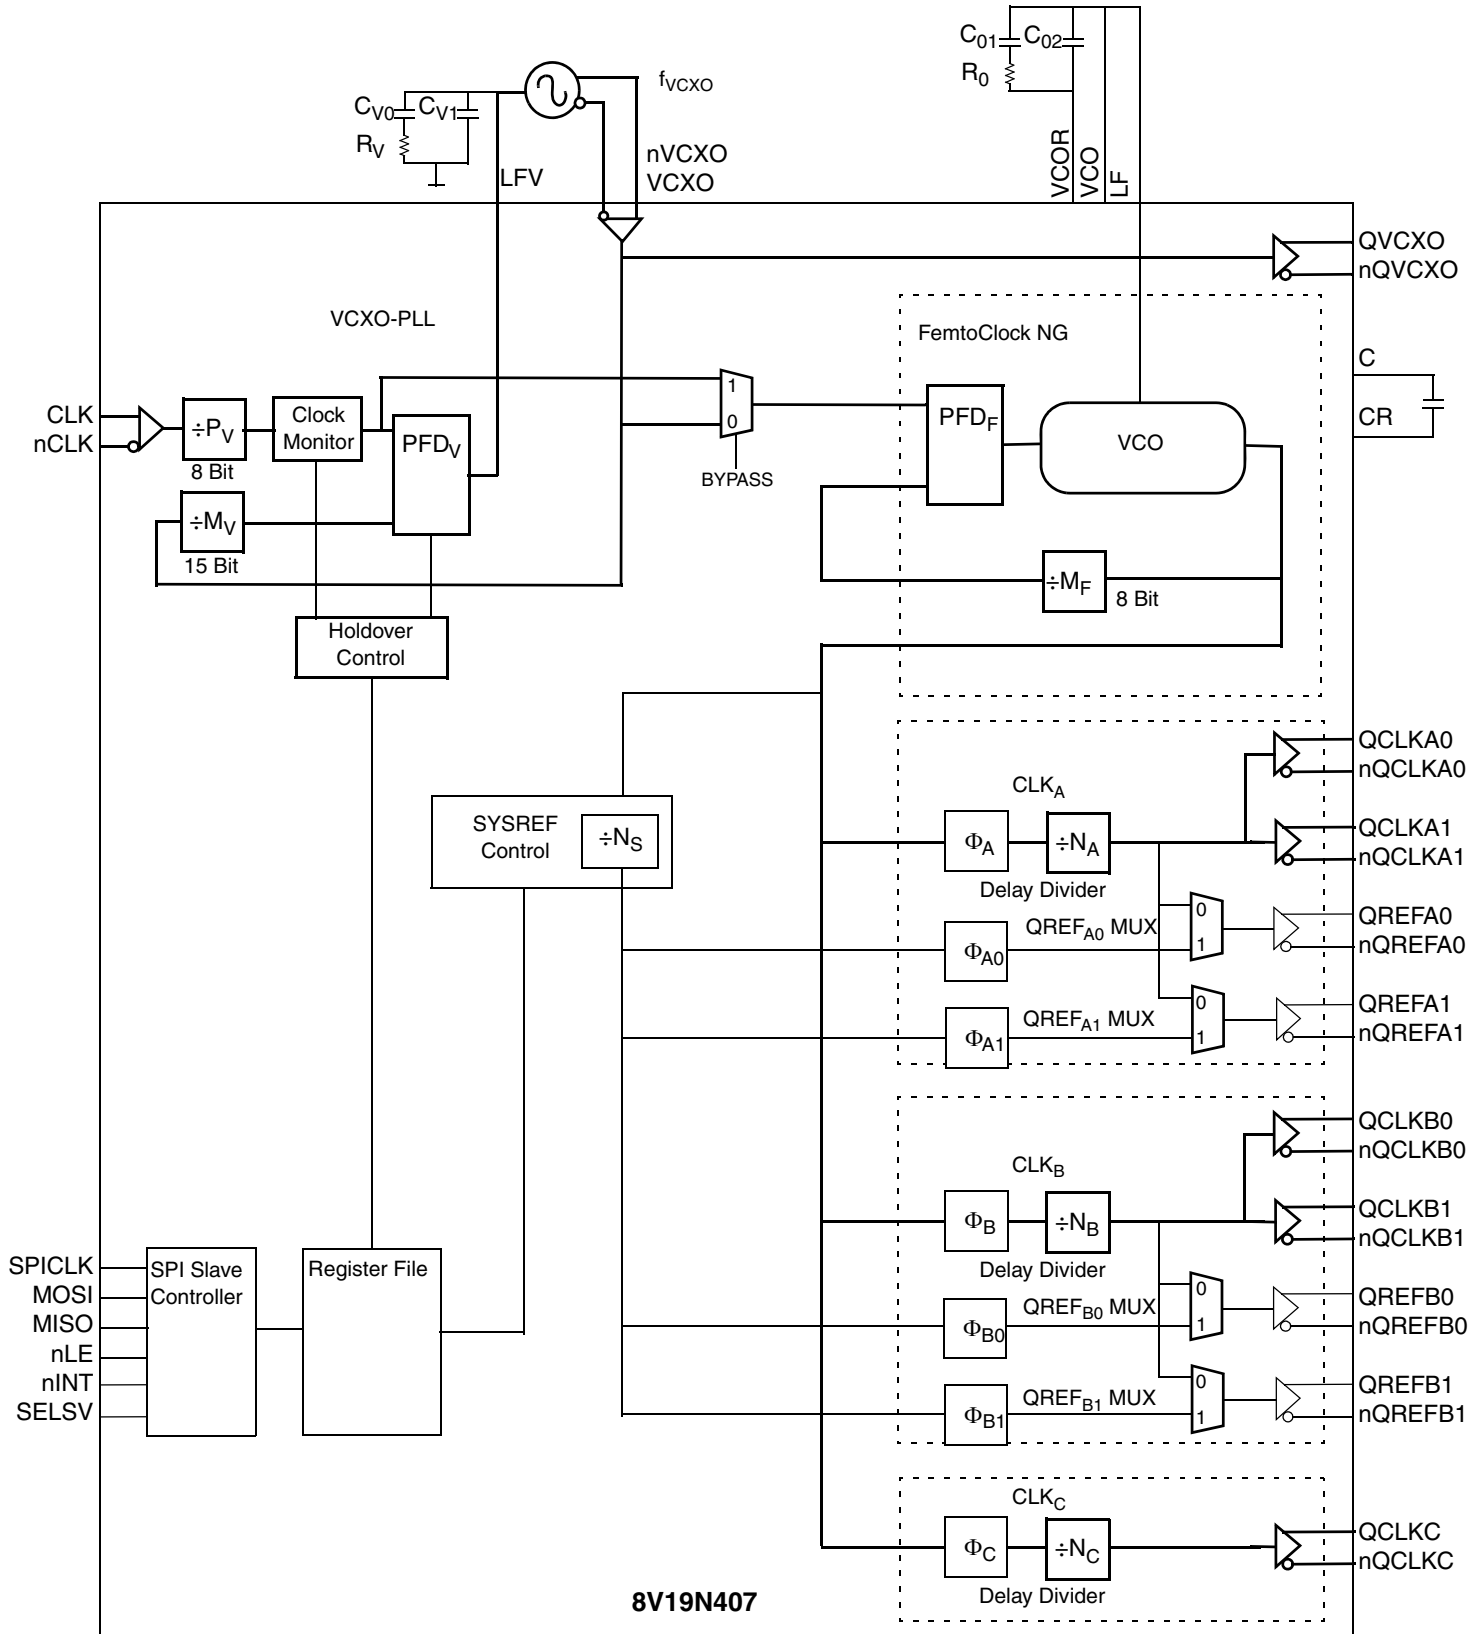 C01 C02
R0
fVCXO
CV0 CV1
RV
nVCXO
VCXO
LFV
VCOR
VCO
LF
QVCXO
nQVCXO
VCXO-PLL
FemtoClock NG
C
CR
CLK
nCLK
÷PV
8 Bit
Clock
Monitor
PFDV
1
0
BYPASS
PFDF
VCO
÷MV
15 Bit
÷MF
8 Bit
Holdover
Control
QCLKA0
nQCLKA0
CLKA
SYSREF
Control
÷NS
ΦA
÷NA
Delay Divider
QCLKA1
nQCLKA1
ΦA0
QREFA0 MUX
0
1
QREFA0
nQREFA0
ΦA1
QREFA1 MUX
0
1
QREFA1
nQREFA1
QCLKB0
nQCLKB0
CLKB
ΦB
÷NB
Delay Divider
QCLKB1
nQCLKB1
SPICLK
MOSI
MISO
nLE
nINT
SELSV
SPI Slave
Controller
Register File
ΦB0
QREFB0 MUX
0
1
QREFB0
nQREFB0
ΦB1
QREFB1 MUX
0
1
QREFB1
nQREFB1
CLKC
ΦC
÷NC
Delay Divider
QCLKC
nQCLKC
8V19N407